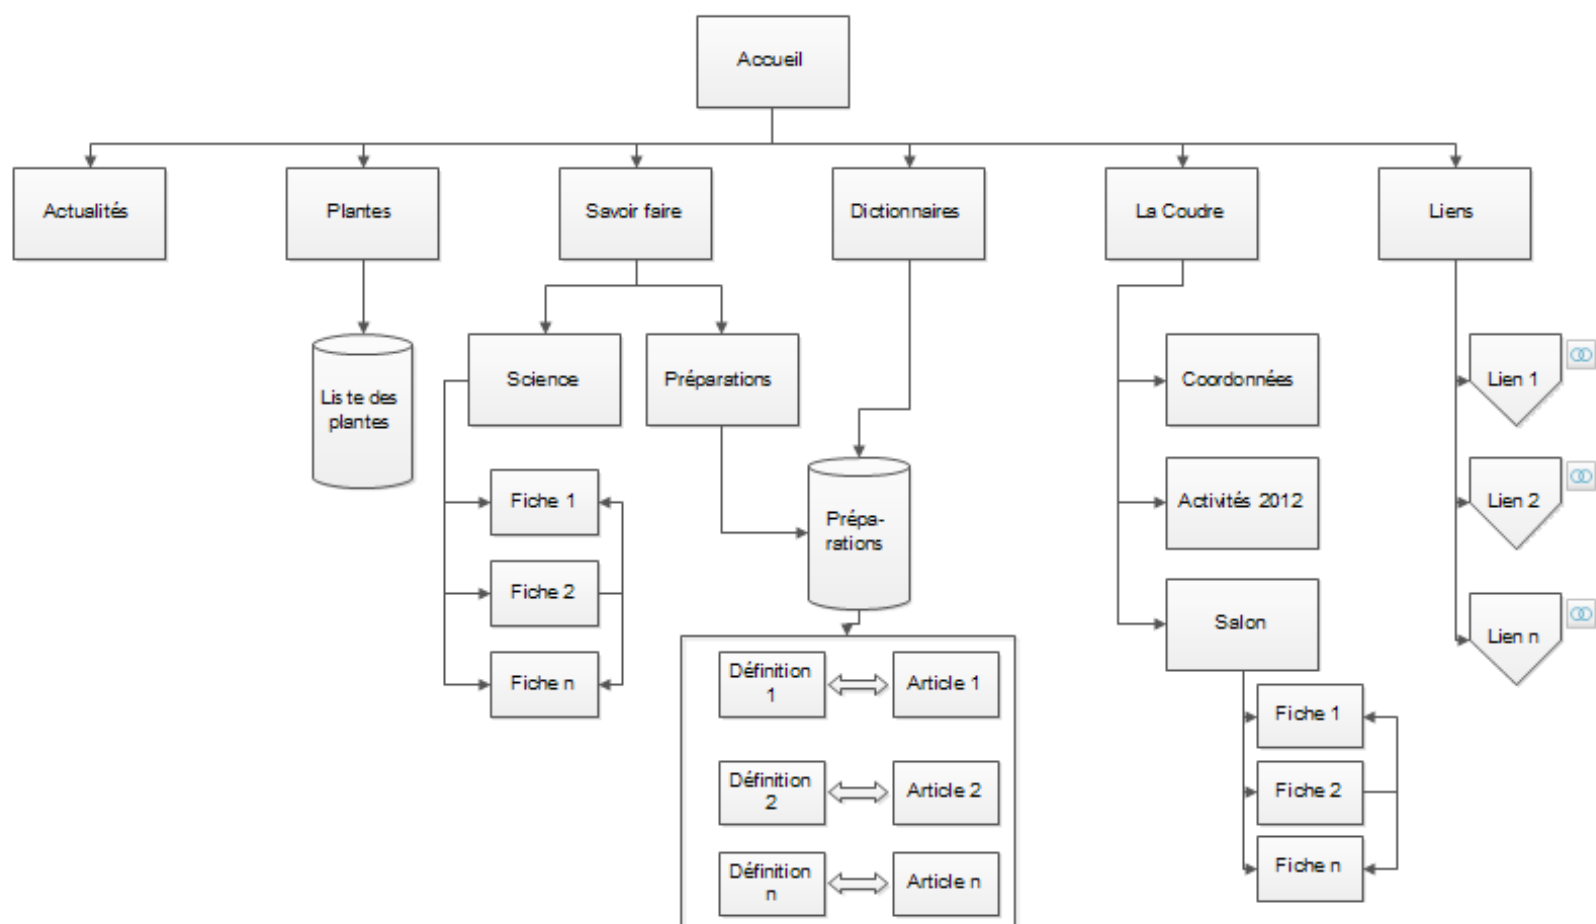 Accueil
Actualités
Plantes
Savoir faire
Dictionnaires
La Coudre
Liens
Liste des
plantes
Science
Préparations
Coordonnées
Lien 1
Fiche 1
Activités 2012
Lien 2
Prépa-
rations
Fiche 2
Salon
Lien n
Fiche n
Définition
1
Article 1
Fiche 1
Définition
2
Article 2
Fiche 2
Définition
n
Article n
Fiche n